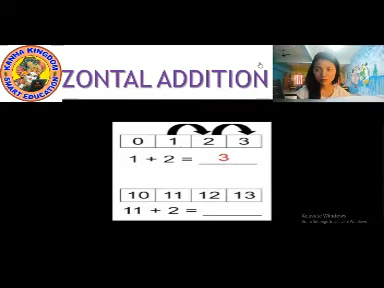 KANHA KINGDOM
SMART EDUCATION
ZONTAL ADDITION
0 1 2 3
1 + 2 = 3
10 11 12 13
11 + 2 = ______
Activate Windows